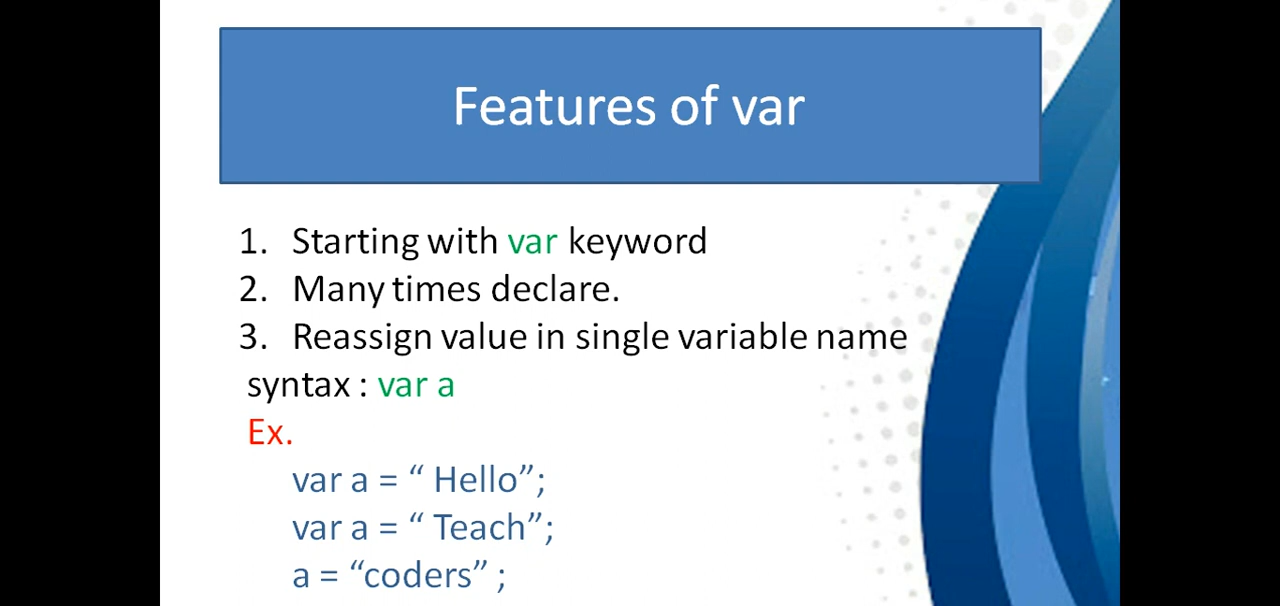 Features of var
1. Starting with var keyword
2. Many times declare.
3. Reassign value in single variable name
syntax : var a
Ex.
var a = “ Hello”;
var a = “ Teach”;
a = “coders” ;